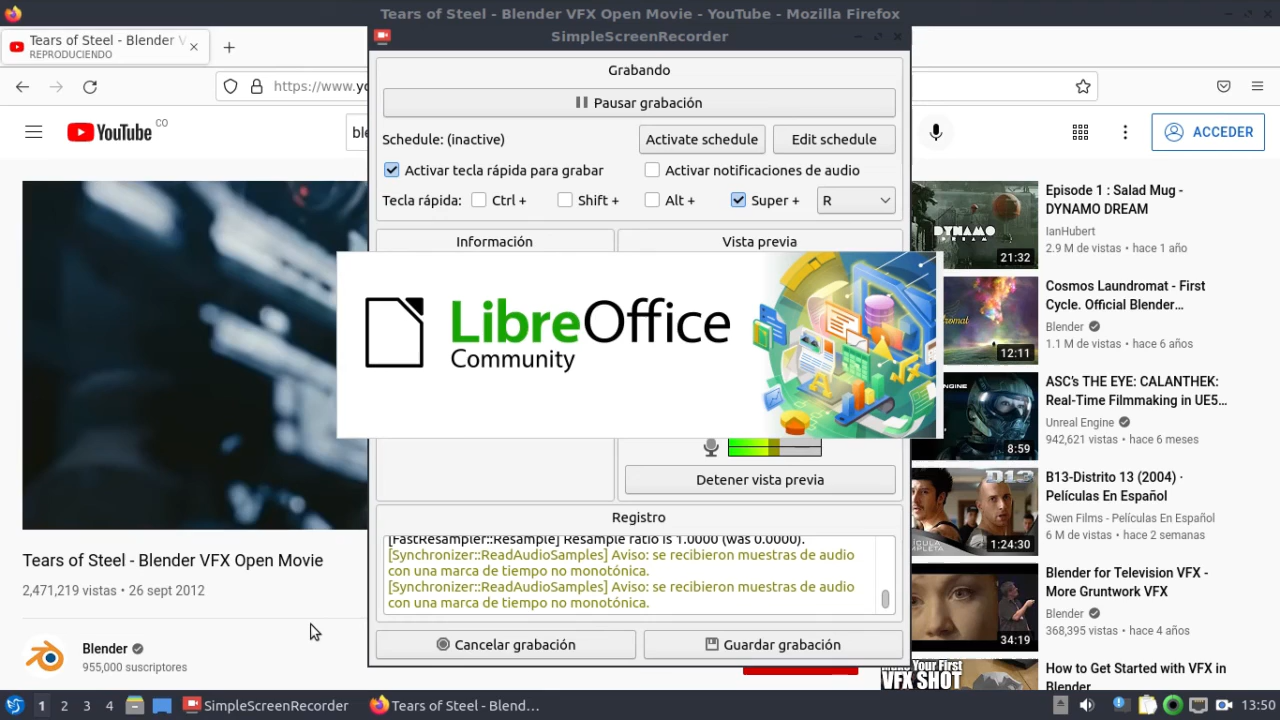 Tears of Steel - Blender VFX Open Movie - YouTube - Mozilla Firefox
Tears of Steel - Blender V
REPRODUCIENDO
SimpleScreenRecorder
https://www.yo
Grabando
Pausar grabación
Schedule: (inactive)
Activate schedule
Edit schedule
Activar tecla rápida para grabar
Activar notificaciones de audio
Tecla rápida:
Ctrl +
Shift +
Alt +
Super +
R
Información
Vista previa
YouTube
CO
ble
ACCEDER
LibreOffice
Community
Detener vista previa
Registro
[FastResampler::Resample] Resample ratio is 1.0000 (was 0.0000).
[Synchronizer::ReadAudioSamples] Aviso: se recibieron muestras de audio
con una marca de tiempo no monotónica.
[Synchronizer::ReadAudioSamples] Aviso: se recibieron muestras de audio
con una marca de tiempo no monotónica.
Cancelar grabación
Guardar grabación
Tears of Steel - Blender VFX Open Movie
2,471,219 vistas • 26 sept 2012
Blender
955,000 suscriptores
DYNAMO
DREAM
21:32
Episode 1 : Salad Mug -
DYNAMO DREAM
IanHubert
2.9 M de vistas • hace 1 año
12:11
Cosmos Laundromat - First
Cycle. Official Blender...
Blender
1.1 M de vistas • hace 6 años
8:59
ASC's THE EYE: CALANTHEK:
Real-Time Filmmaking in UE5...
Unreal Engine
942,621 vistas • hace 6 meses
D13
1:24:30
B13-Distrito 13 (2004) ·
Películas En Español
Swen Films - Películas En Español
6 M de vistas • hace 2 semanas
34:19
Blender for Television VFX -
More Gruntwork VFX
Blender
368,395 vistas • hace 4 años
Make Your First
VFX SHOT
How to Get Started with VFX in
Blender
1
2
3
4
SimpleScreenRecorder
Tears of Steel - Blend...
13:50